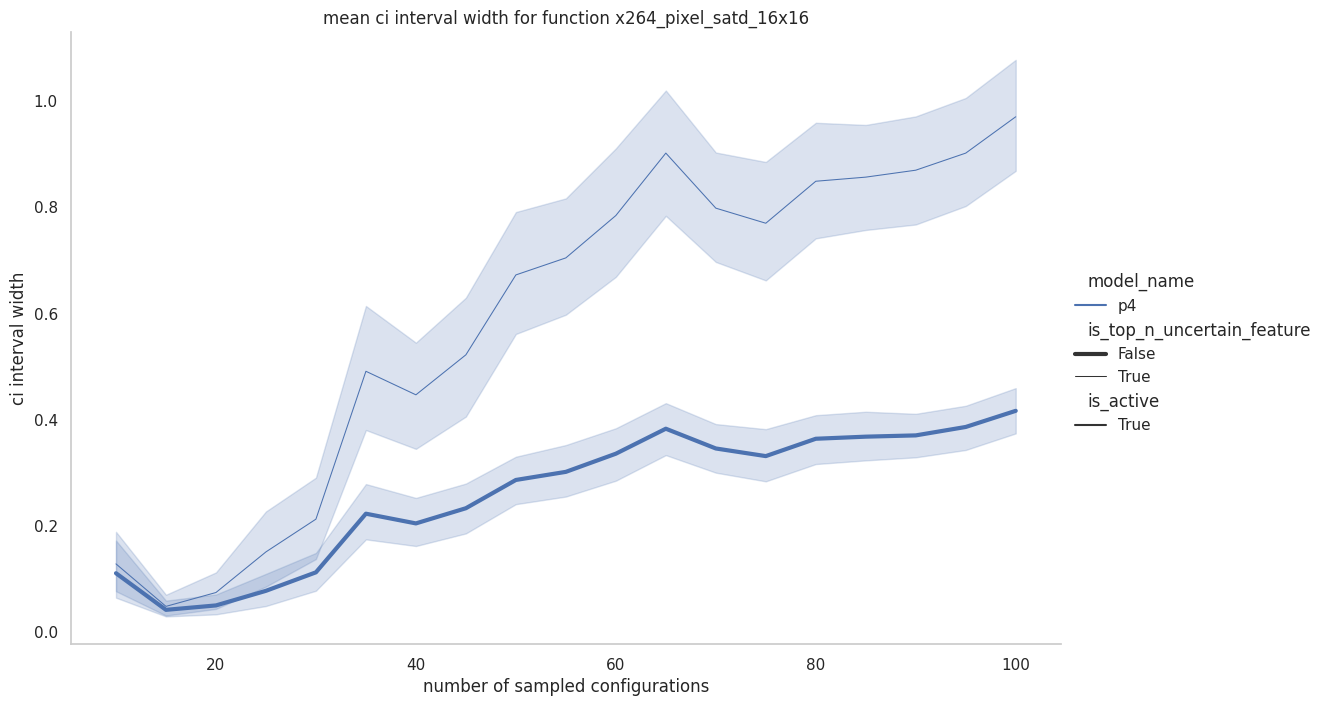 mean ci interval width for function x264_pixel_satd_16x16
ci interval width
1.0
0.8
0.6
0.4
0.2
0.0
20
40
60
80
100
number of sampled configurations
model_name
p4
is_top_n_uncertain_feature
False
True
is_active
True